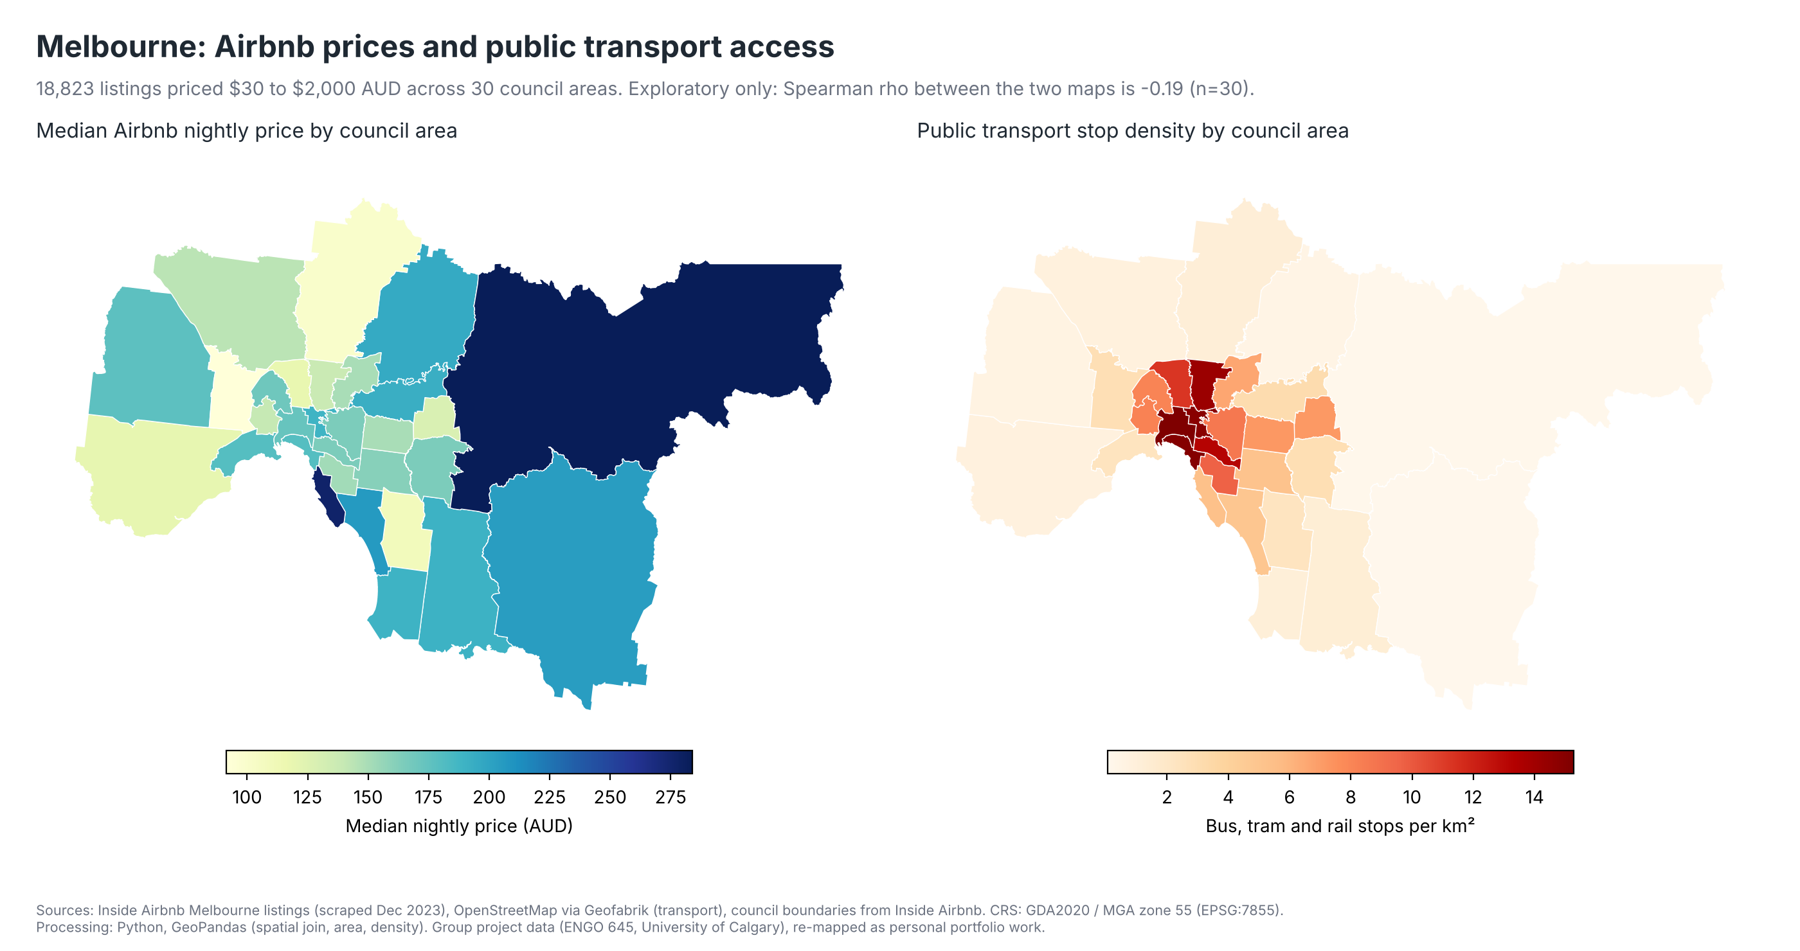 Melbourne: Airbnb prices and public transport access
18,823 listings priced $30 to $2,000 AUD across 30 council areas. Exploratory only: Spearman rho between the two maps is -0.19 (n=30).
Median Airbnb nightly price by council area
Public transport stop density by council area
100 125 150 175 200 225 250 275
Median nightly price (AUD)
2 4 6 8 10 12 14
Bus, tram and rail stops per km²
Sources: Inside Airbnb Melbourne listings (scraped Dec 2023), OpenStreetMap via Geofabrik (transport), council boundaries from Inside Airbnb. CRS: GDA2020 / MGA zone 55 (EPSG:7855).
Processing: Python, GeoPandas (spatial join, area, density). Group project data (ENGO 645, University of Calgary), re-mapped as personal portfolio work.